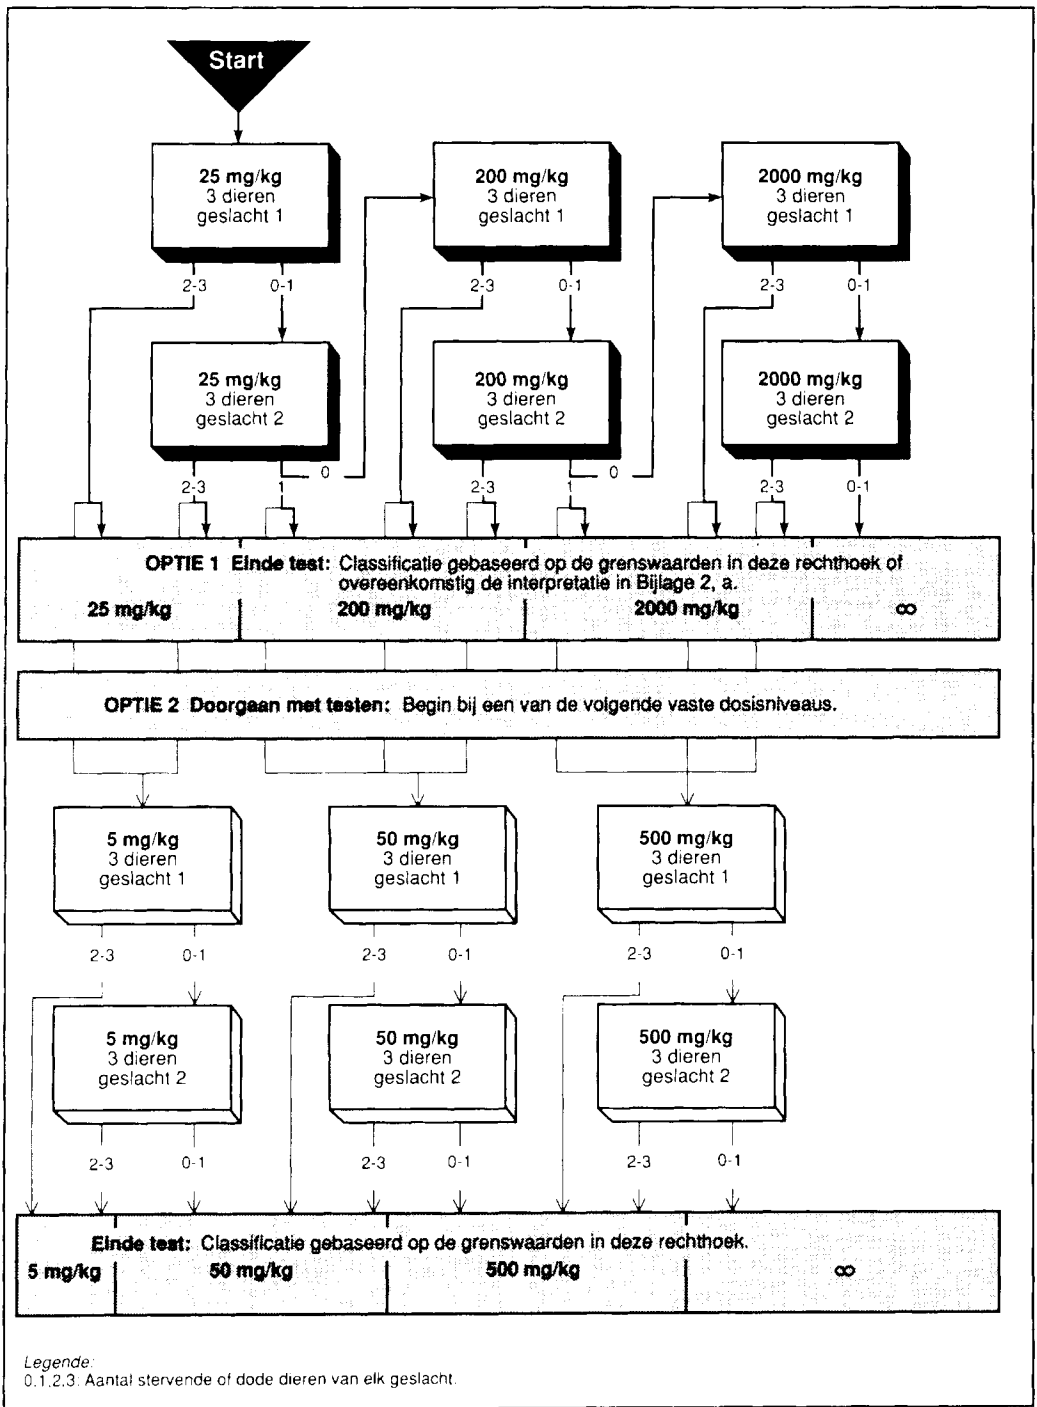 Start
25 mg/kg
3 dieren
geslacht 1
200 mg/kg
3 dieren
geslacht 1
2000 mg/kg
3 dieren
geslacht 1
2-3
0-1
2-3
0-1
2-3
0-1
25 mg/kg
3 dieren
geslacht 2
200 mg/kg
3 dieren
geslacht 2
2000 mg/kg
3 dieren
geslacht 2
2-3
1
0
2-3
1
0
2-3
0-1
OPTIE 1 Einde test: Classificatie gebaseerd op de grenswaarden in deze rechthoek of
overeenkomstig de interpretatie in Bijlage 2, a.
25 mg/kg
200 mg/kg
2000 mg/kg
∞
OPTIE 2 Doorgaan met testen: Begin bij een van de volgende vaste dosisniveaus.
5 mg/kg
3 dieren
geslacht 1
50 mg/kg
3 dieren
geslacht 1
500 mg/kg
3 dieren
geslacht 1
2-3
0-1
2-3
0-1
2-3
0-1
5 mg/kg
3 dieren
geslacht 2
50 mg/kg
3 dieren
geslacht 2
500 mg/kg
3 dieren
geslacht 2
2-3
0-1
2-3
0-1
2-3
0-1
Einde test: Classificatie gebaseerd op de grenswaarden in deze rechthoek.
5 mg/kg
50 mg/kg
500 mg/kg
∞
Legende:
0.1.2.3: Aantal stervende of dode dieren van elk geslacht.